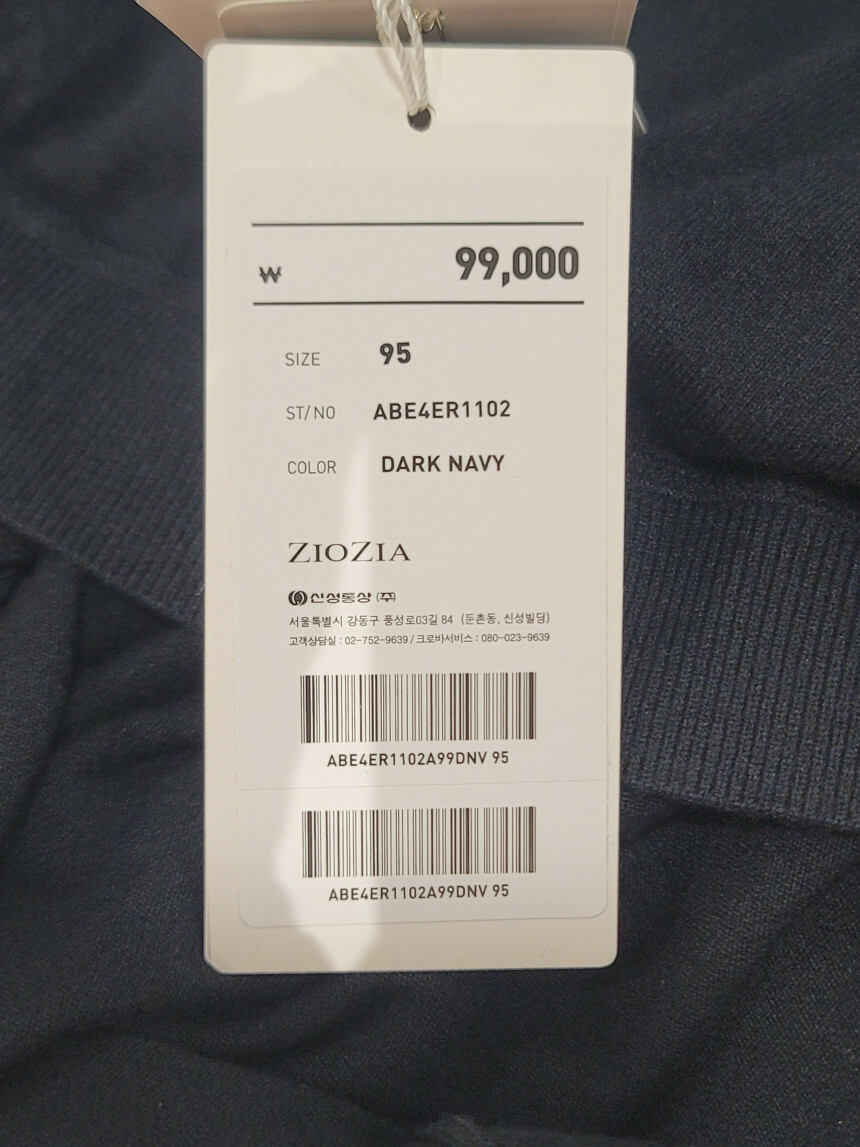 ₩ 99,000
SIZE 95
ST/NO ABE4ER1102
COLOR DARK NAVY
ZIOZIA
신성통상 (주)
서울특별시 강동구 풍성로63길 84 (둔촌동, 신성빌딩)
고객상담실 : 02-752-9639 / 크로바서비스 : 080-023-9639
ABE4ER1102A99DNV 95
ABE4ER1102A99DNV 95